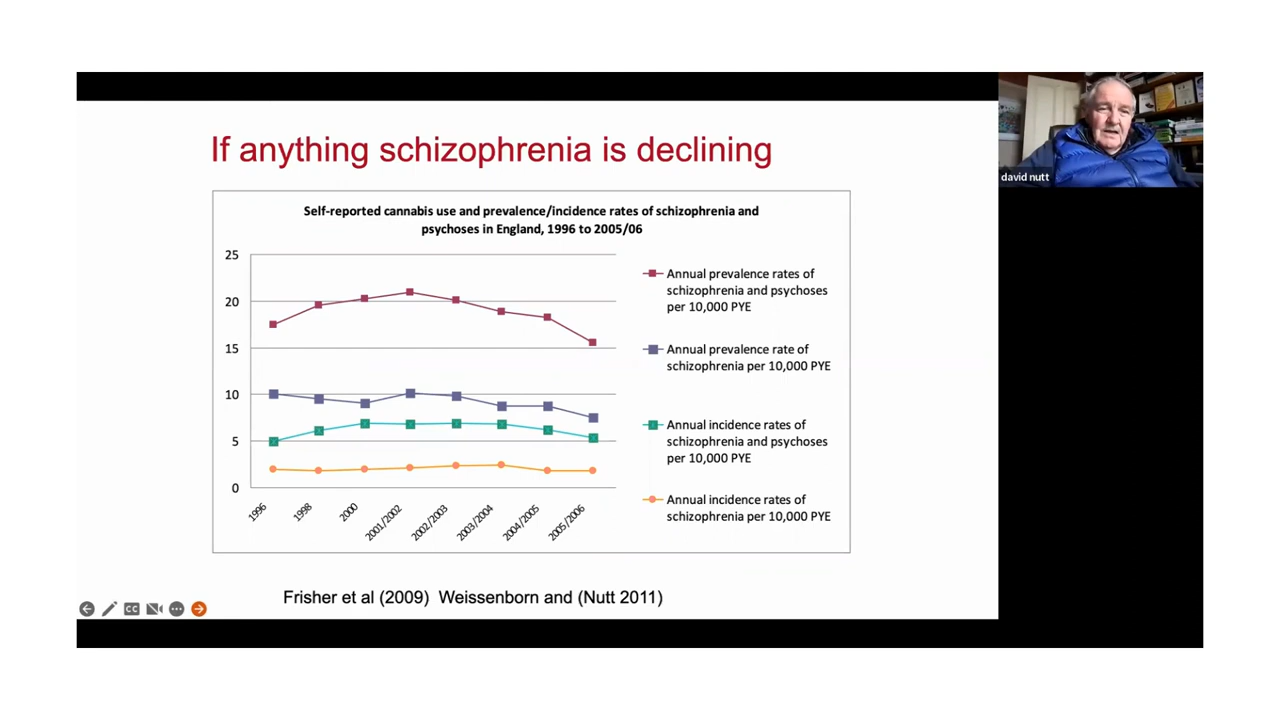 If anything schizophrenia is declining
david nutt
Self-reported cannabis use and prevalence/incidence rates of schizophrenia and
psychoses in England, 1996 to 2005/06
25
20
15
10
5
0
1996
1998
2000
2001/2002
2002/2003
2003/2004
2004/2005
2005/2006
Annual prevalence rates of
schizophrenia and psychoses
per 10,000 PYE
Annual prevalence rate of
schizophrenia per 10,000 PYE
Annual incidence rates of
schizophrenia and psychoses
per 10,000 PYE
Annual incidence rates of
schizophrenia per 10,000 PYE
Frisher et al (2009) Weissenborn and (Nutt 2011)
CC